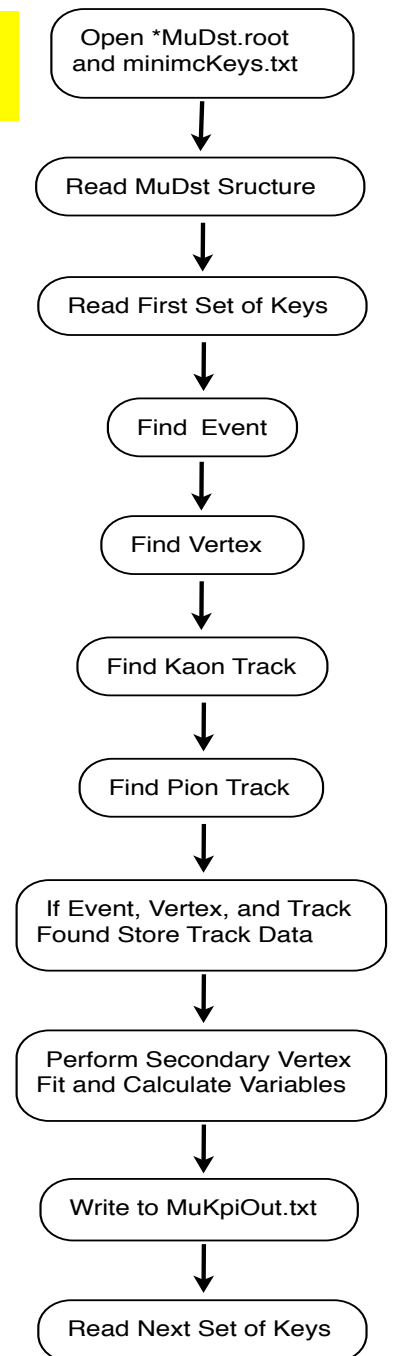 Open *MuDst.root
and minimcKeys.txt
Read MuDst Sructure
Read First Set of Keys
Find Event
Find Vertex
Find Kaon Track
Find Pion Track
If Event, Vertex, and Track
Found Store Track Data
Perform Secondary Vertex
Fit and Calculate Variables
Write to MuKpiOut.txt
Read Next Set of Keys